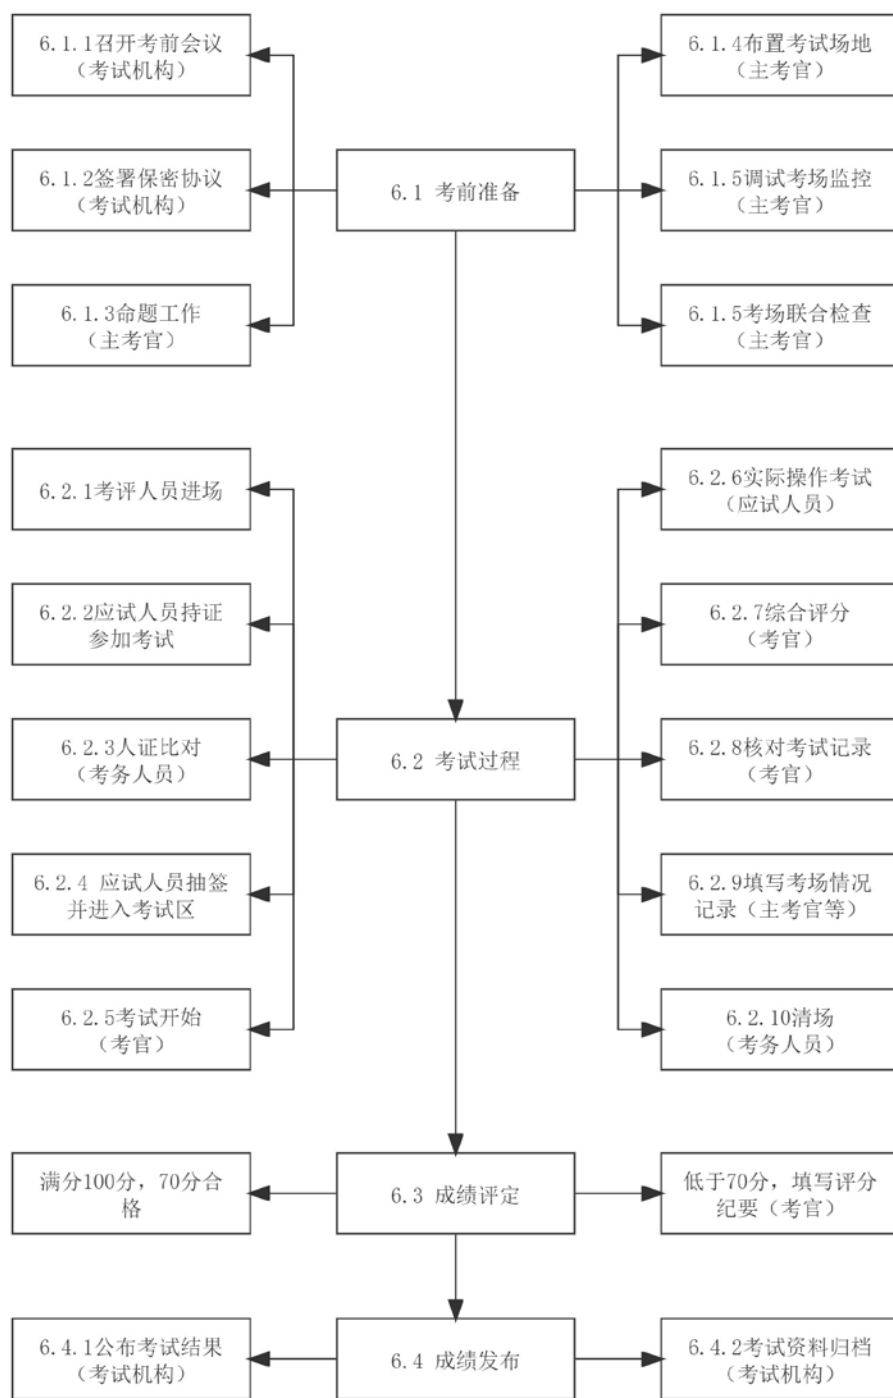 6.1.1召开考前会议
（考试机构）
6.1.2签署保密协议
（考试机构）
6.1.3命题工作
（主考官）
6.1 考前准备
6.1.4布置考试场地
（主考官）
6.1.5调试考场监控
（主考官）
6.1.5考场联合检查
（主考官）
6.2.1考评人员进场
6.2.2应试人员持证
参加考试
6.2.3人证比对
（考务人员）
6.2.4 应试人员抽签
并进入考试区
6.2.5考试开始
（考官）
6.2 考试过程
6.2.6实际操作考试
（应试人员）
6.2.7综合评分
（考官）
6.2.8核对考试记录
（考官）
6.2.9填写考场情况
记录（主考官等）
6.2.10清场
（考务人员）
满分100分，70分合
格
6.3 成绩评定
低于70分，填写评分
纪要（考官）
6.4.1公布考试结果
（考试机构）
6.4 成绩发布
6.4.2考试资料归档
（考试机构）